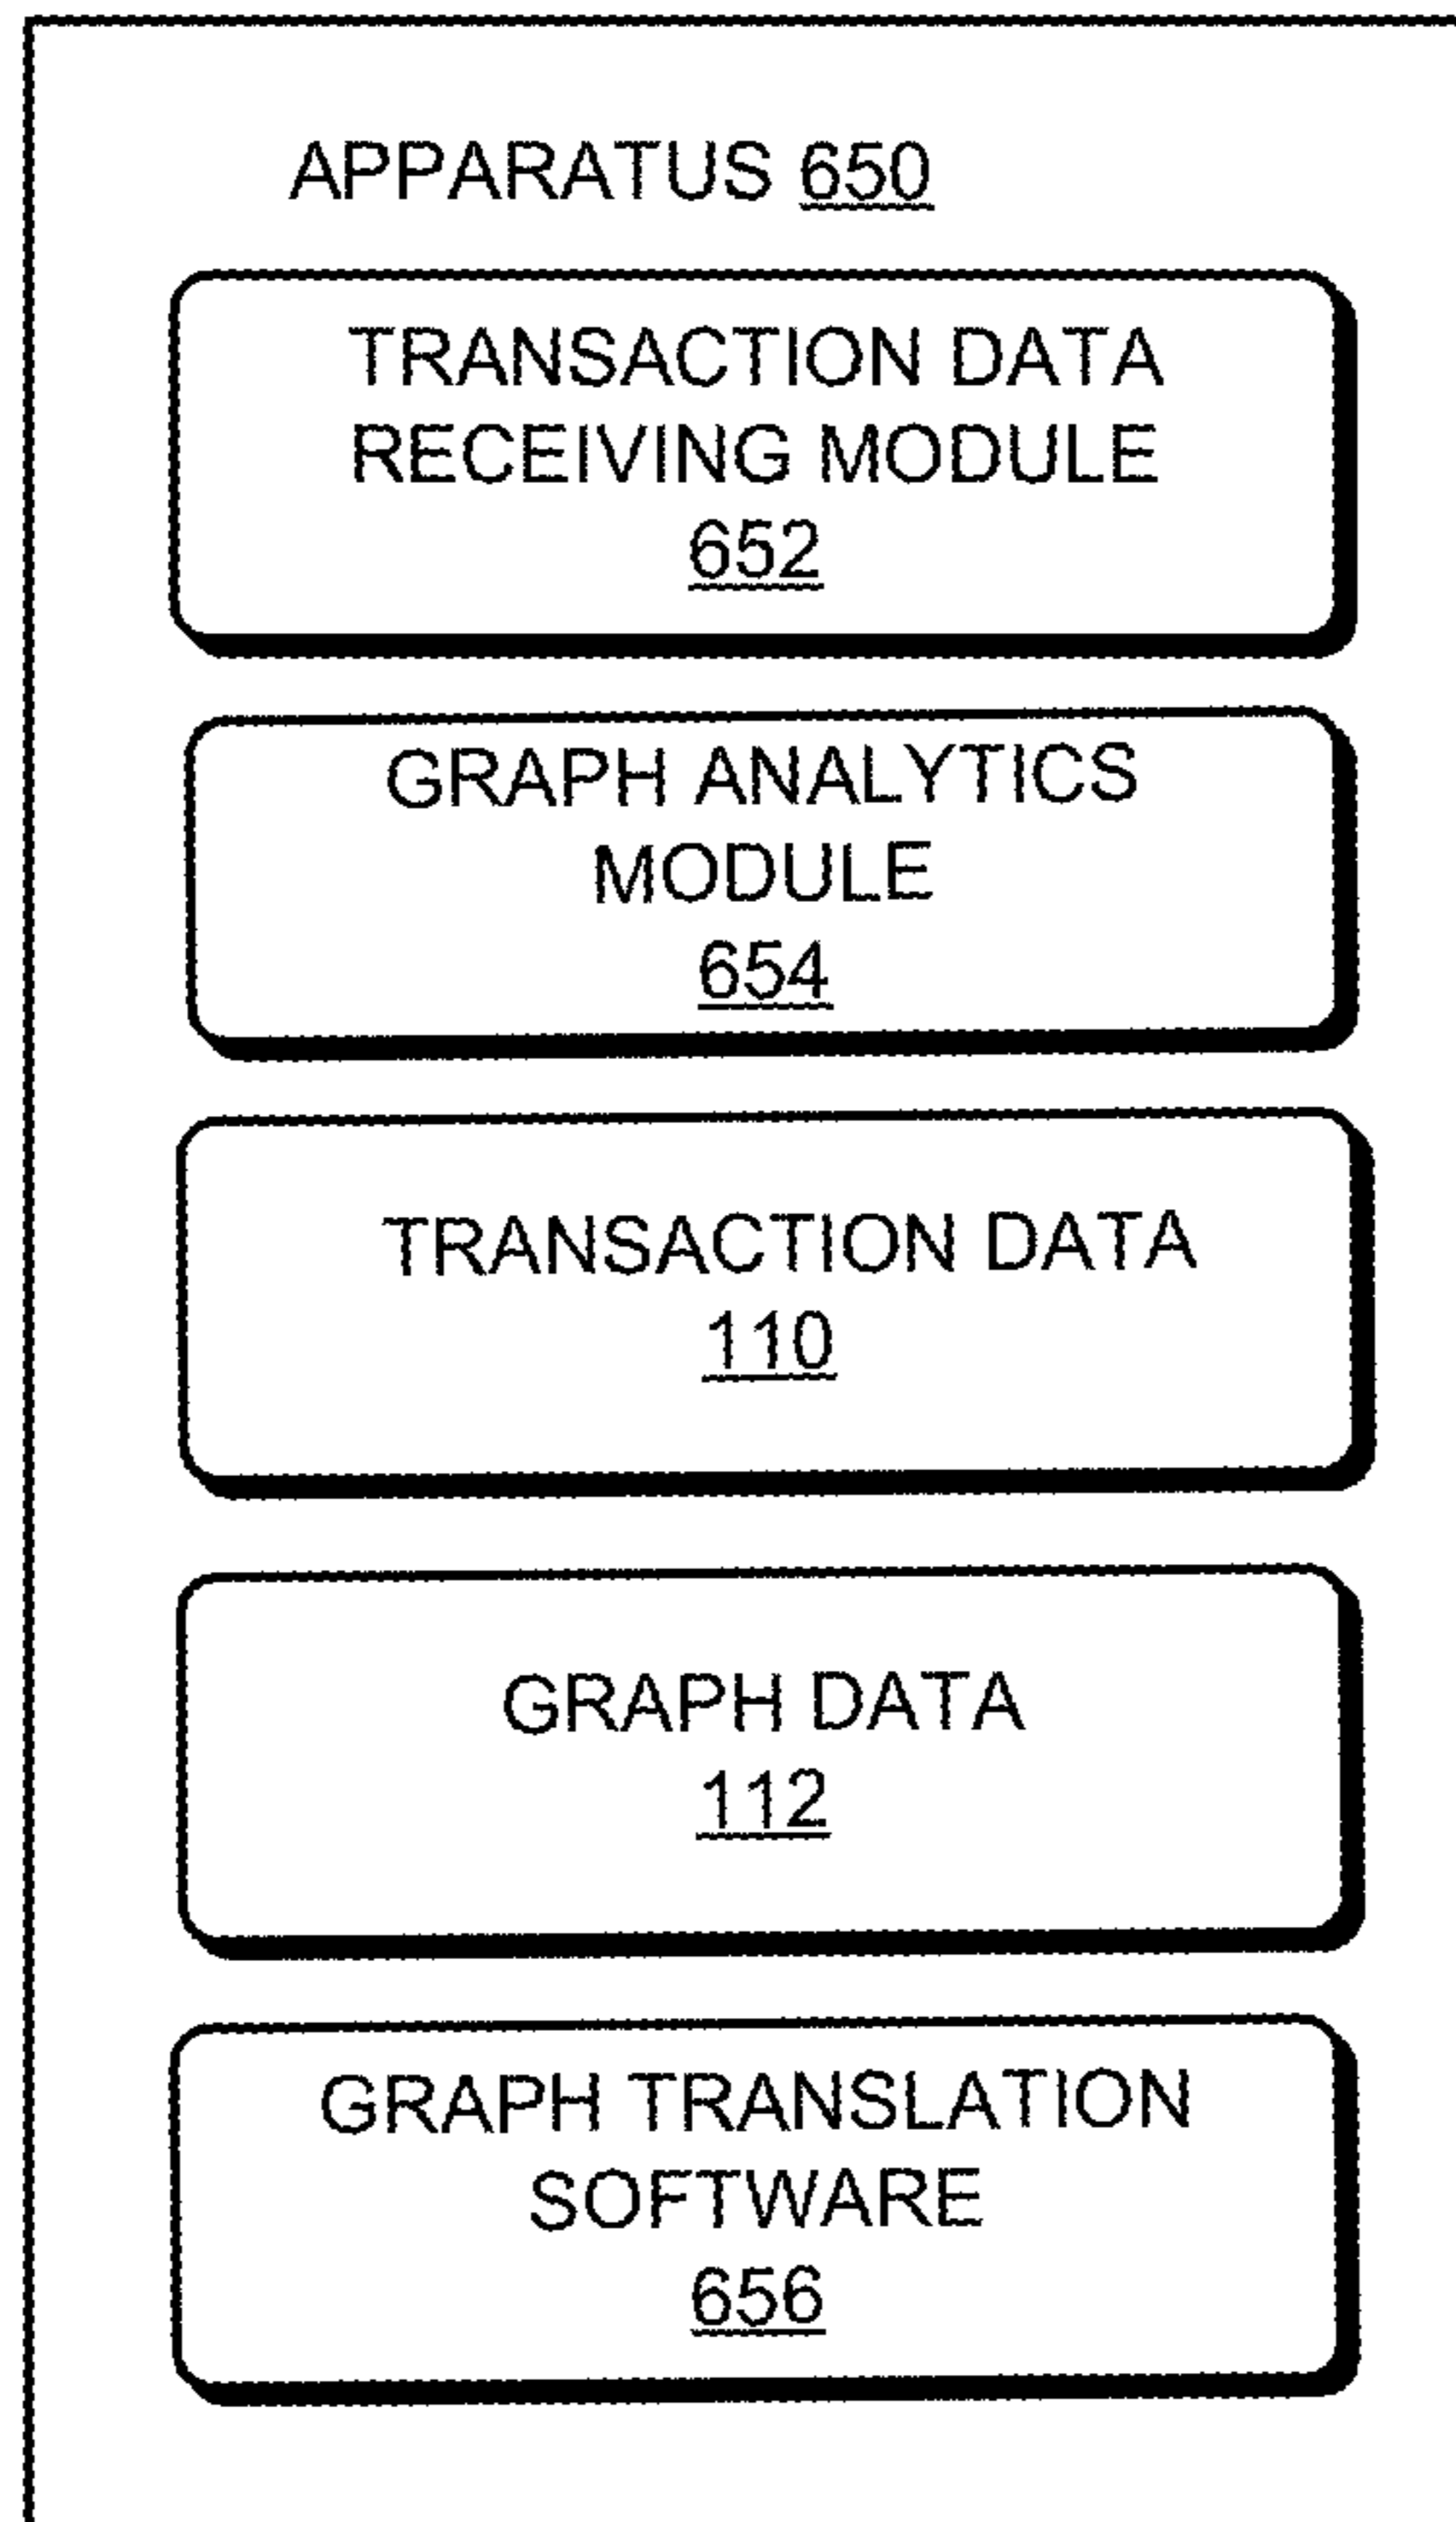 APPARATUS 650
TRANSACTION DATA
RECEIVING MODULE
652
GRAPH ANALYTICS
MODULE
654
TRANSACTION DATA
110
GRAPH DATA
112
GRAPH TRANSLATION
SOFTWARE
656